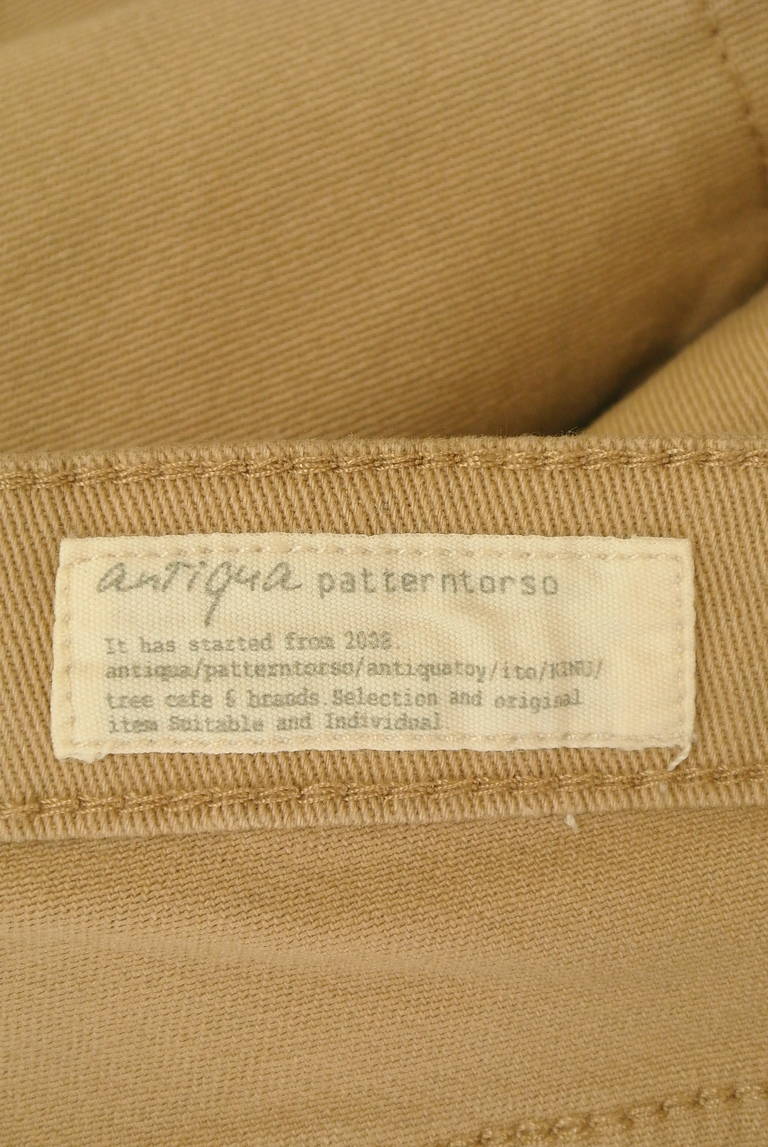 antiqua patterntorso
It has started from 2008.
antiqua/patterntorso/antiquatoy/ito/KINU/
tree cafe & brands Selection and original
item Suitable and Individual